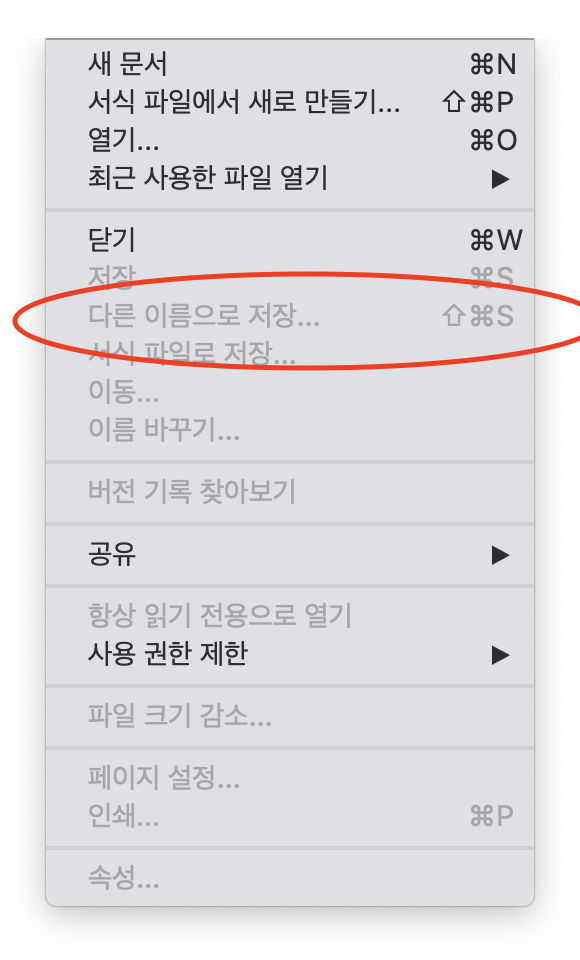 새 문서 ⌘N
서식 파일에서 새로 만들기... ⇧⌘P
열기... ⌘O
최근 사용한 파일 열기 ▶
닫기 ⌘W
저장 ⌘S
다른 이름으로 저장... ⇧⌘S
서식 파일로 저장...
이동...
이름 바꾸기...
버전 기록 찾아보기
공유 ▶
항상 읽기 전용으로 열기
사용 권한 제한 ▶
파일 크기 감소...
페이지 설정...
인쇄... ⌘P
속성...